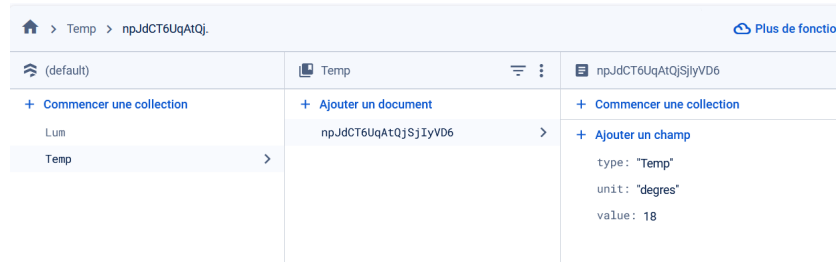 Temp > npJdCT6UqAtQj.
Plus de fonctio
(default)
Temp
npJdCT6UqAtQjSjIyVD6
+ Commencer une collection
+ Ajouter un document
+ Commencer une collection
Lum
npJdCT6UqAtQjSjIyVD6
+ Ajouter un champ
Temp
type: "Temp"
unit: "degres"
value: 18